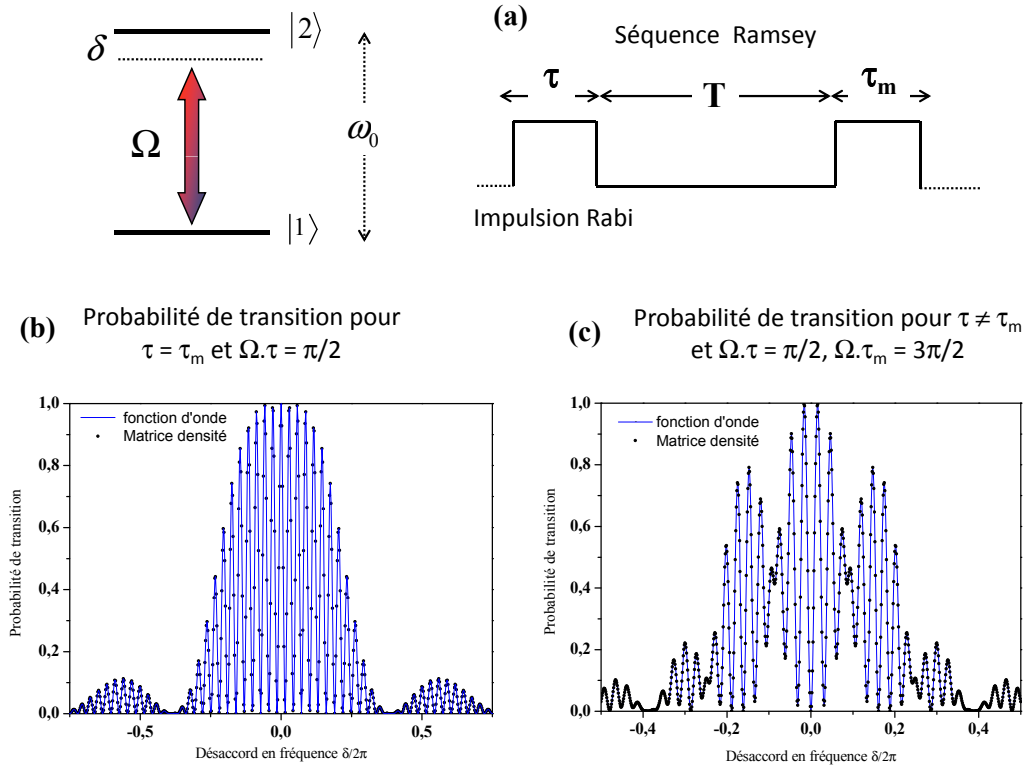 |2⟩
δ
Ω
ω₀
|1⟩
(a)
Séquence Ramsey
τ
T
τₘ
Impulsion Rabi
(b)
Probabilité de transition pour
τ = τₘ et Ω.τ = π/2
1,0
0,8
0,6
0,4
0,2
0,0
Probabilité de transition
fonction d'onde
Matrice densité
-0,5
0,0
0,5
Désaccord en fréquence δ/2π
(c)
Probabilité de transition pour τ ≠ τₘ
et Ω.τ = π/2, Ω.τₘ = 3π/2
1,0
0,8
0,6
0,4
0,2
0,0
Probabilité de transition
fonction d'onde
Matrice densité
-0,4
-0,2
0,0
0,2
0,4
Désaccord en fréquence δ/2π